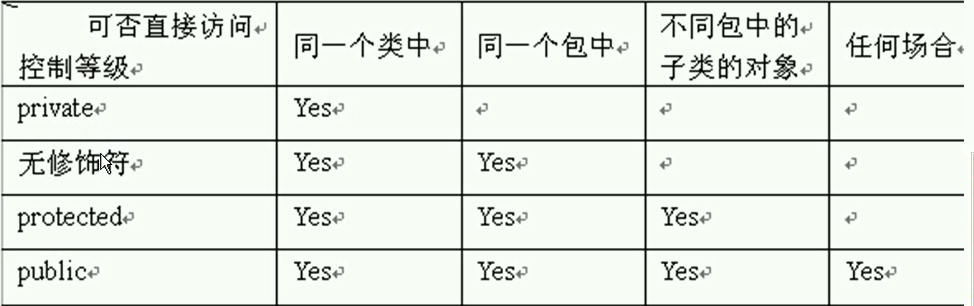 可否直接访问
控制等级
同一个类中
同一个包中
不同包中的
子类的对象
任何场合
private Yes
无修饰符 Yes Yes
protected Yes Yes Yes
public Yes Yes Yes Yes